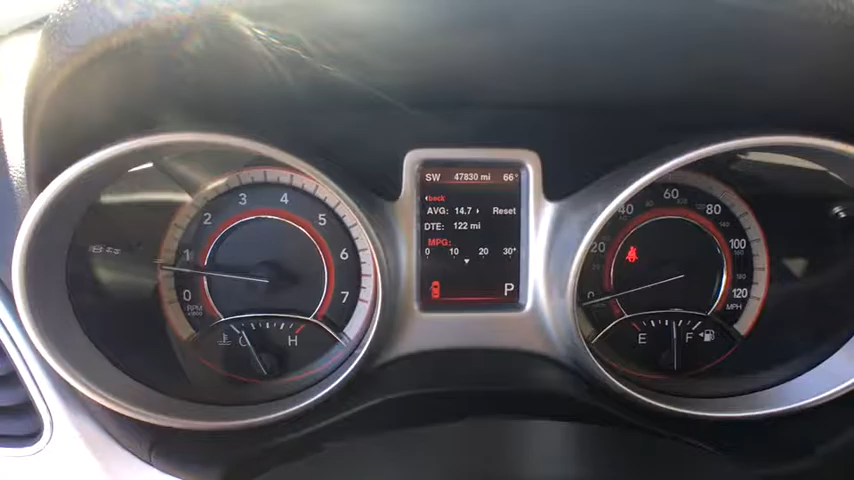 SW 47830 mi 66°
back
AVG: 14.7 Reset
DTE: 122 mi
MPG:
0 10 20 30+
P
0 1 2 3 4 5 6 7
RPM
C H
0 20 40 60 80 100 120
MPH
E F